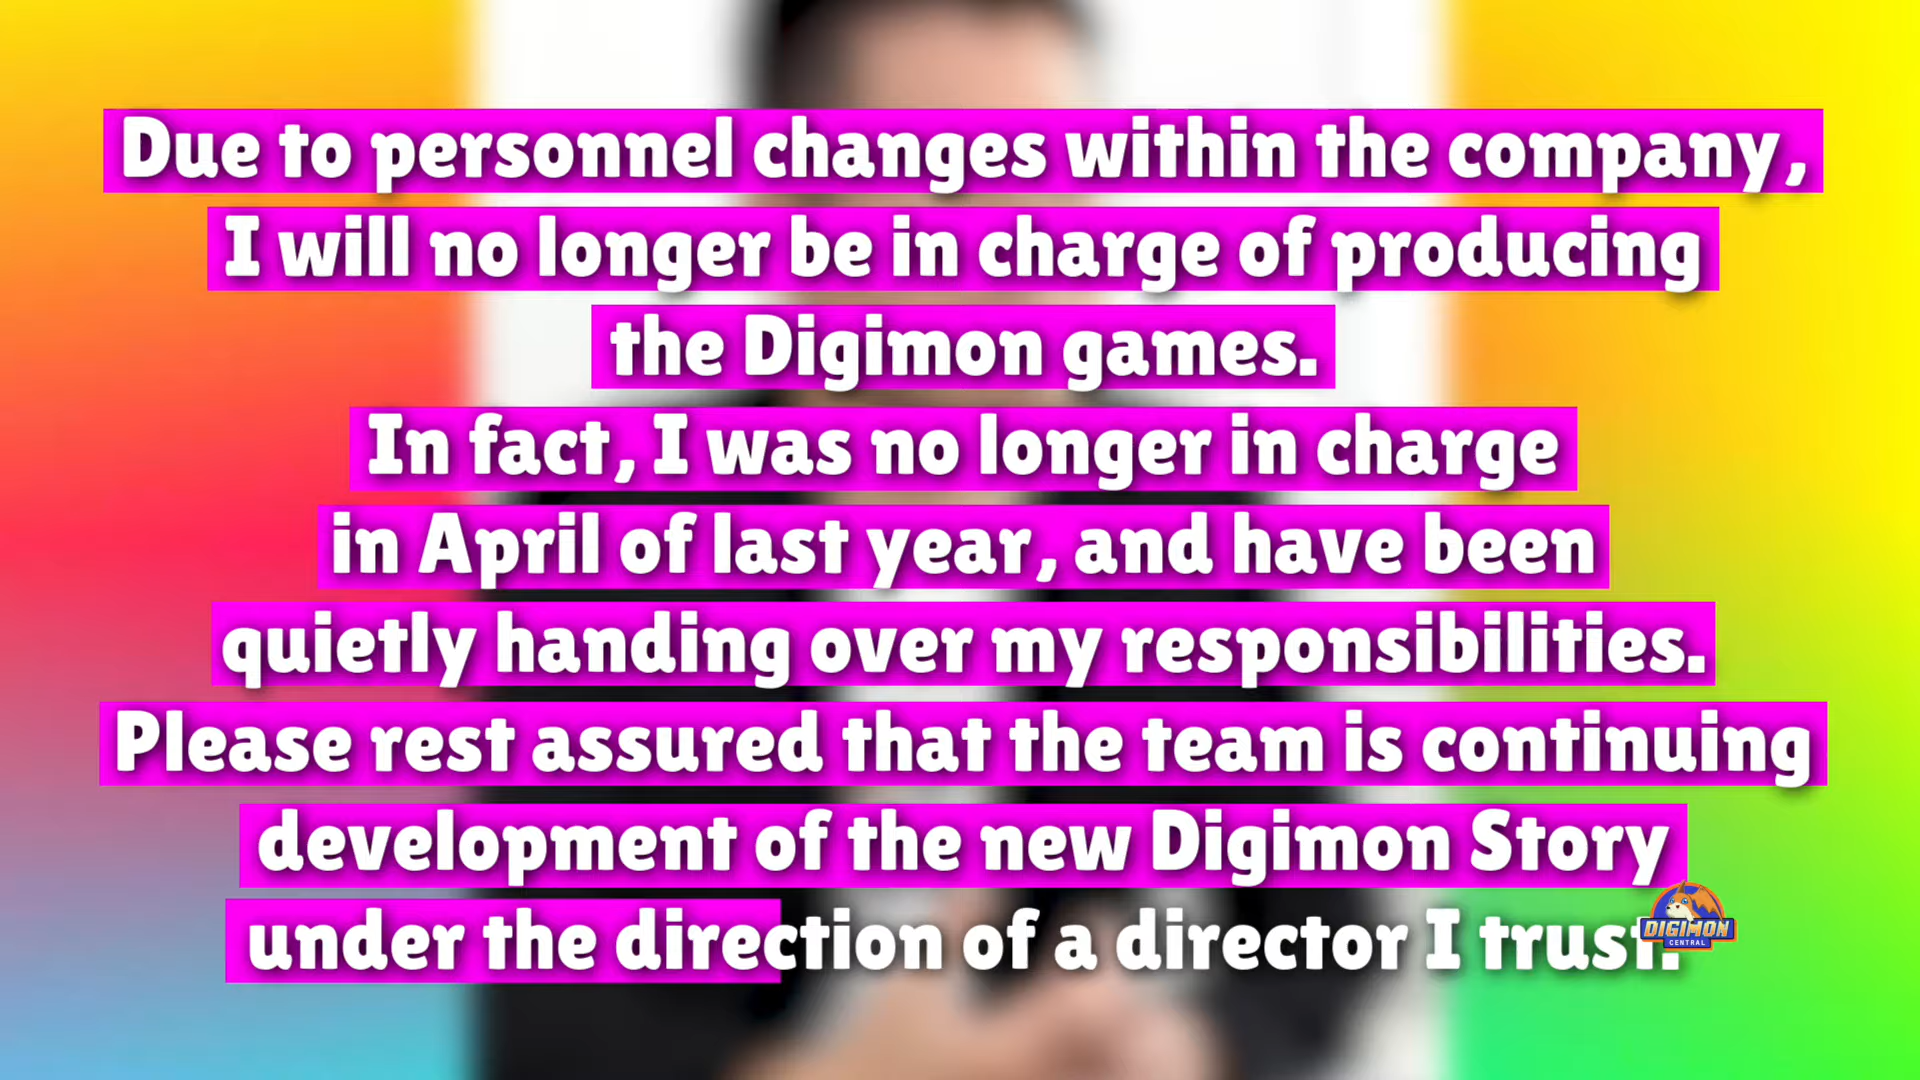 Due to personnel changes within the company,
I will no longer be in charge of producing
the Digimon games.
In fact, I was no longer in charge
in April of last year, and have been
quietly handing over my responsibilities.
Please rest assured that the team is continuing
development of the new Digimon Story
under the direction of a director I trust.
DIGIMON
CENTRAL